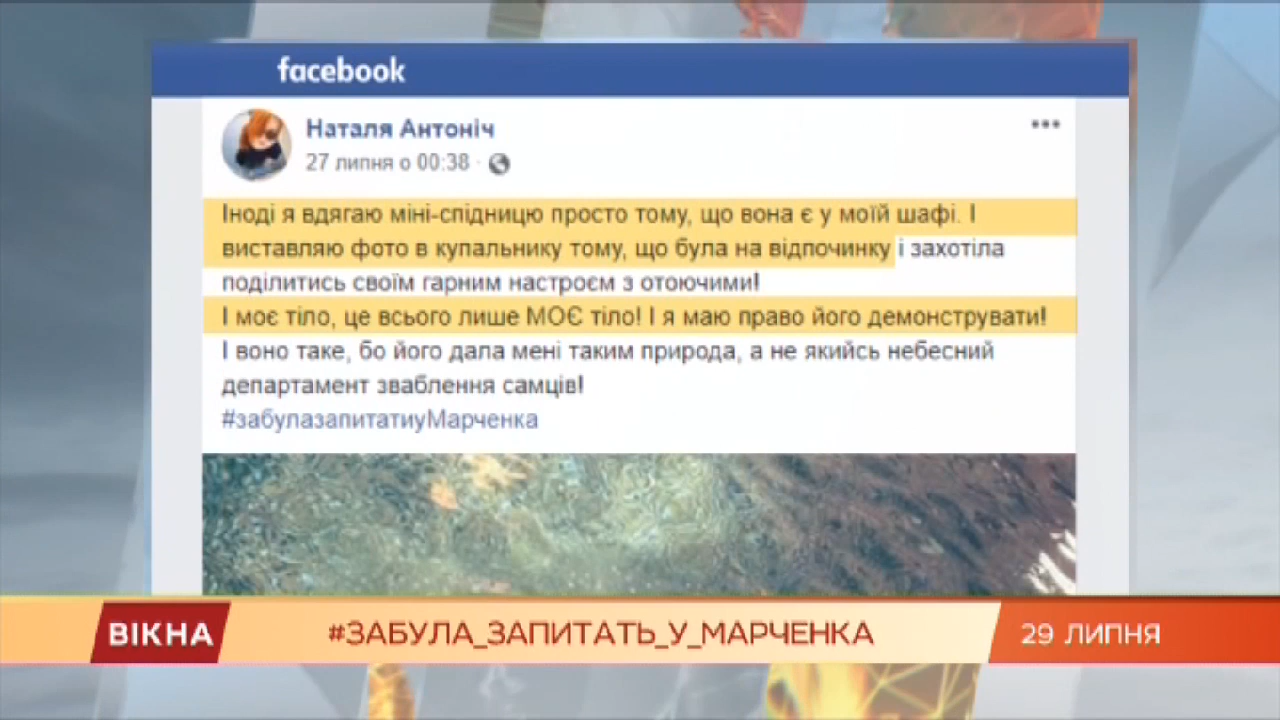 facebook
Наталя Антоніч
27 липня о 00:38 ·
Іноді я вдягаю міні-спідницю просто тому, що вона є у моїй шафі. І
виставляю фото в купальнику тому, що була на відпочинку і захотіла
поділитись своїм гарним настроєм з отоючими!
І моє тіло, це всього лише МОЄ тіло! І я маю право його демонструвати!
І воно таке, бо його дала мені таким природа, а не якийсь небесний
департамент зваблення самців!
#забулазапитатиуМарченка
ВІКНА
#ЗАБУЛА_ЗАПИТАТЬ_У_МАРЧЕНКА
29 ЛИПНЯ